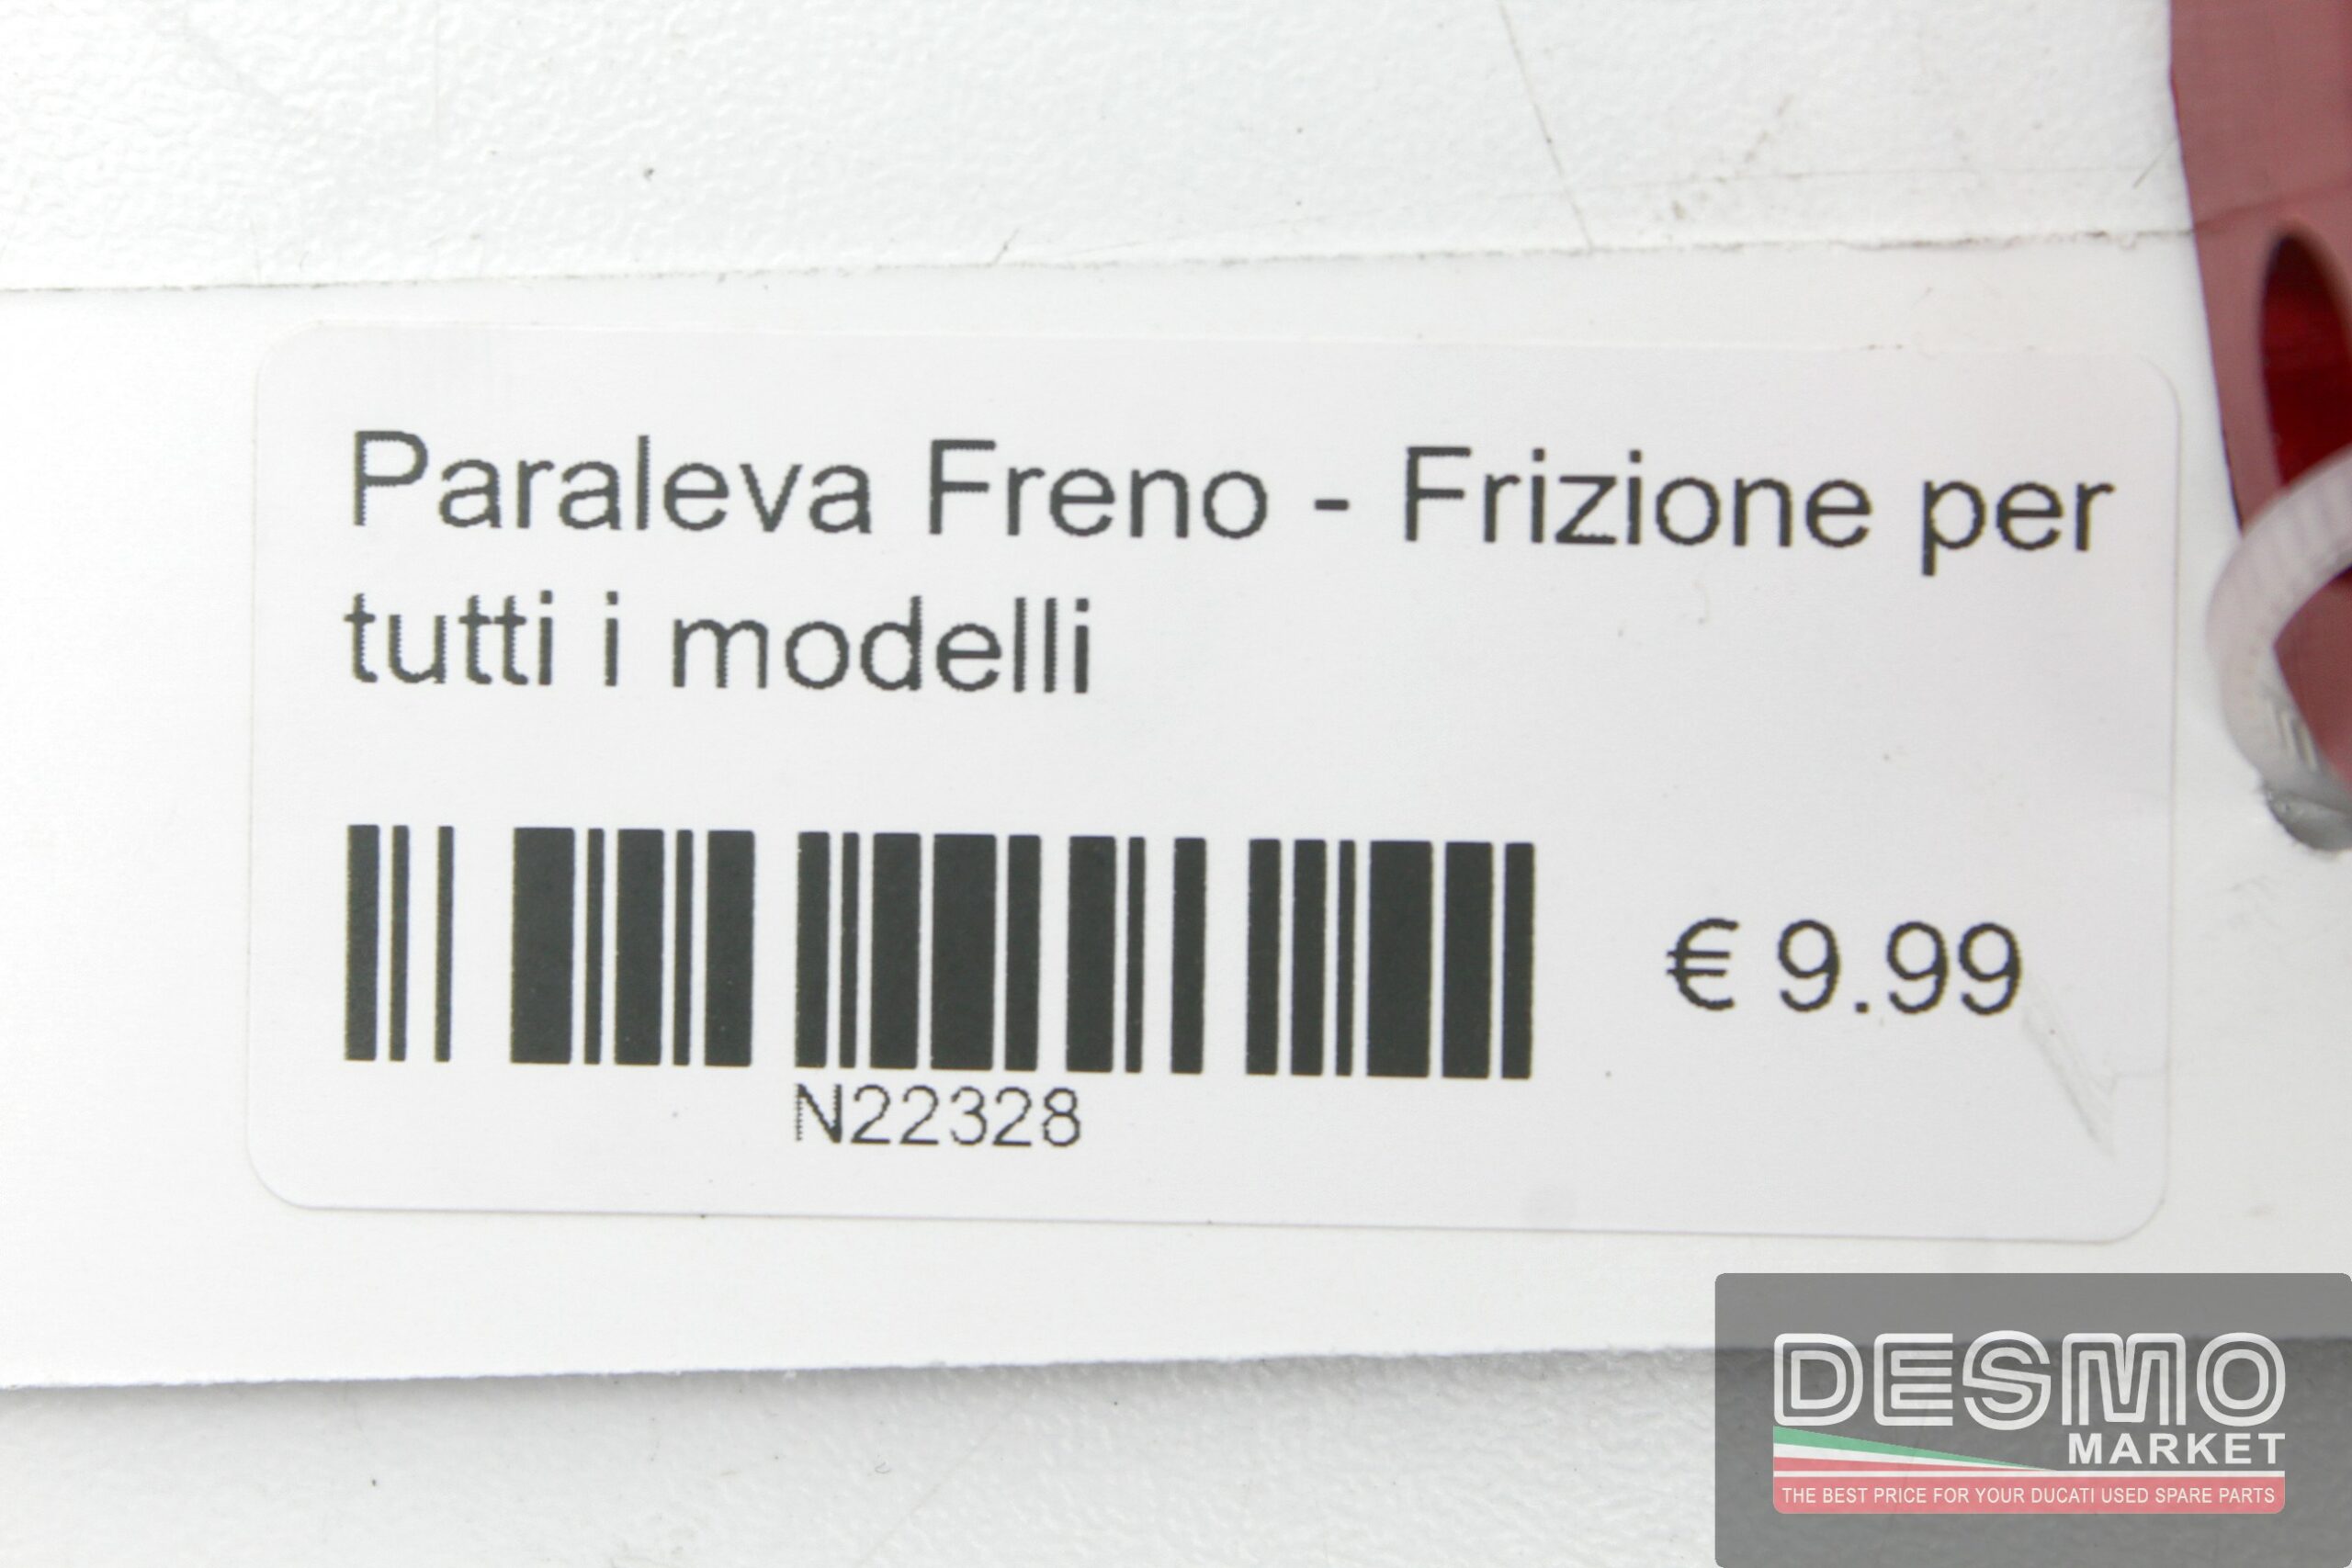 Paraleva Freno - Frizione per
tutti i modelli
€ 9.99
N22328
DESMO
MARKET
THE BEST PRICE FOR YOUR DUCATI USED SPARE PARTS